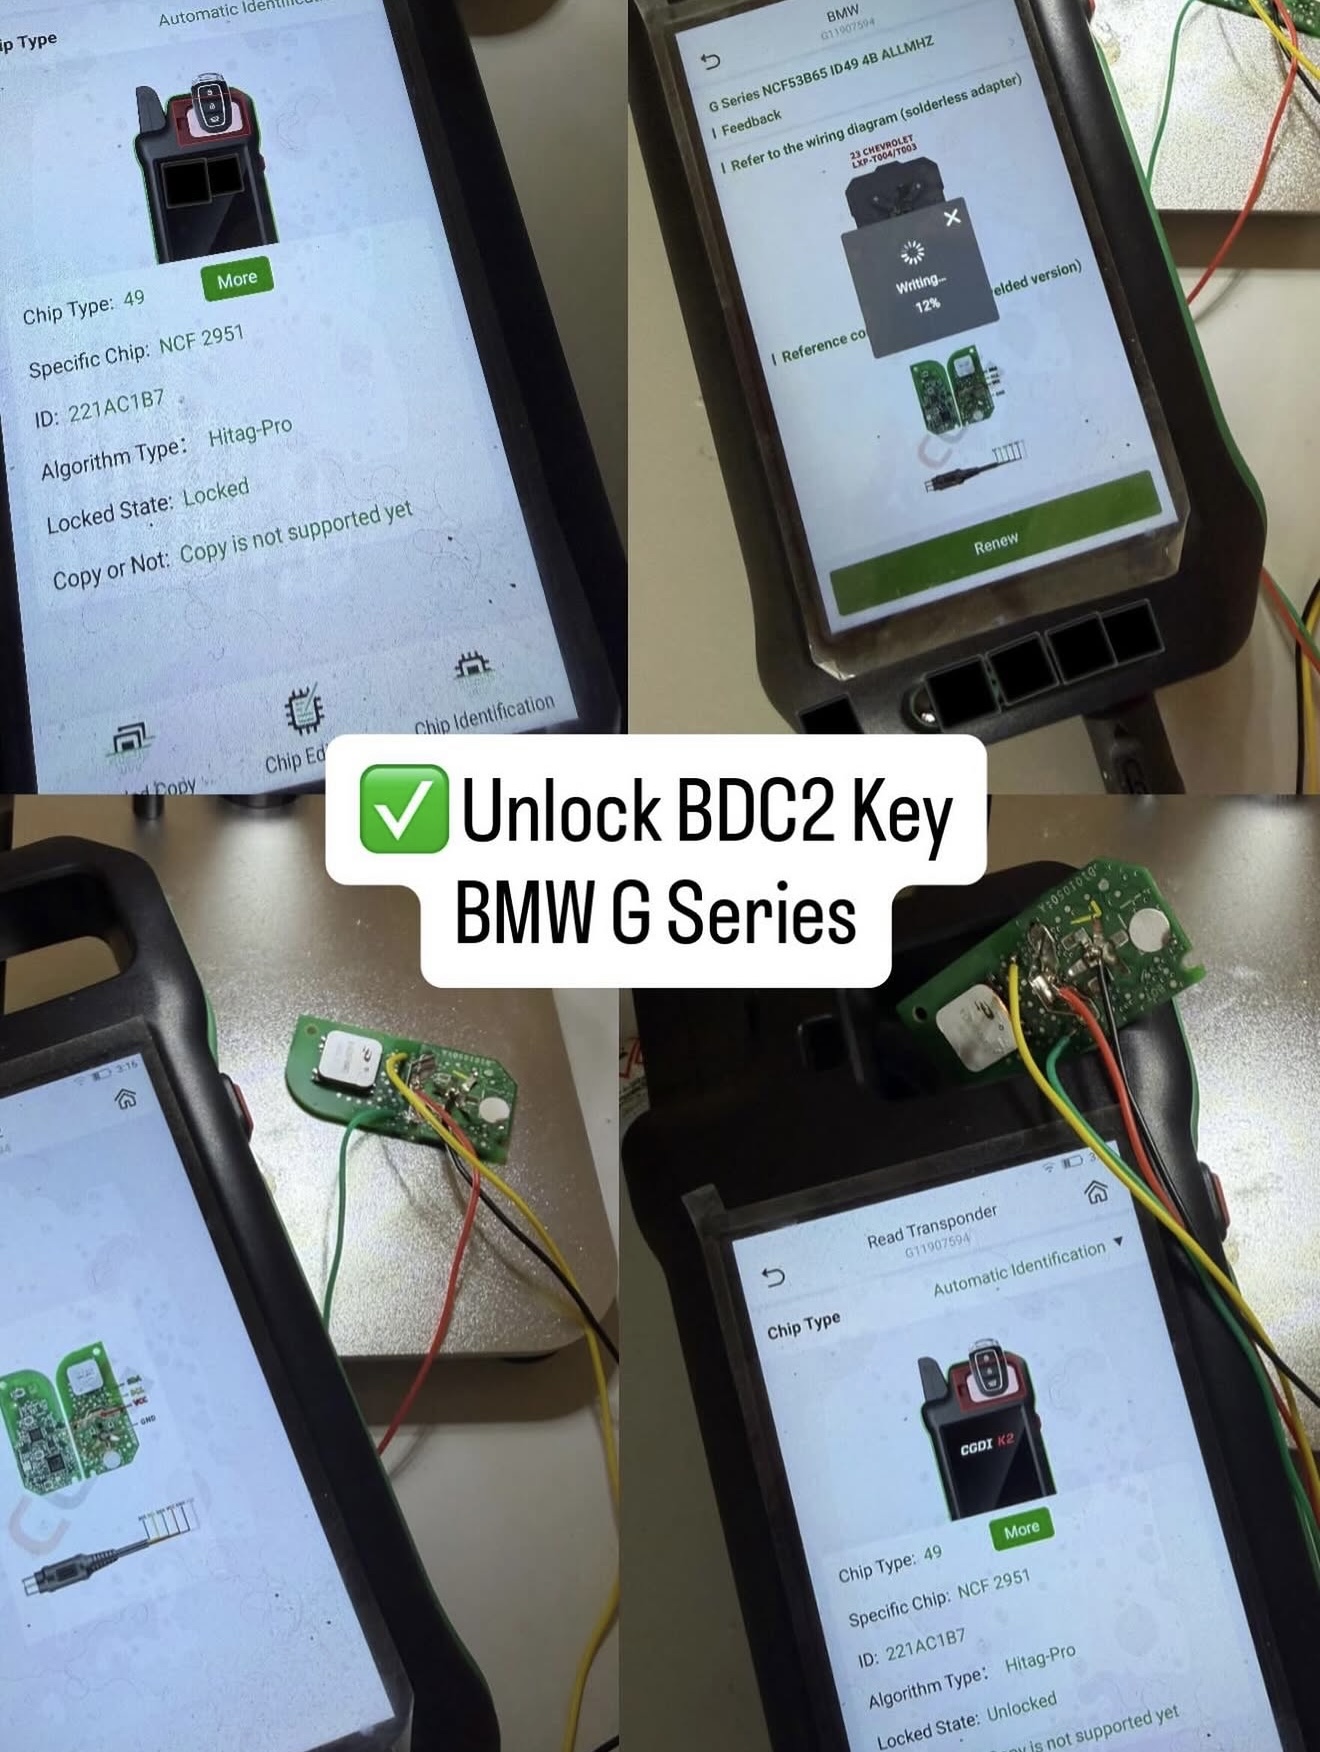 Automatic
ip Type
More
Chip Type: 49
Specific Chip: NCF 2951
ID: 221AC1B7
Algorithm Type: Hitag-Pro
Locked State: Locked
Copy or Not: Copy is not supported yet
Copy
Chip Ed
Chip Identification
BMW
G11907594
G Series NCF53B65 ID49 4B ALLMHZ
Feedback
Refer to the wiring diagram (solderless adapter)
23 CHEVROLET
LXP-T004/T003
Writing...
12%
Reference co elded version)
Renew
✅ Unlock BDC2 Key
BMW G Series
3:16
VCC
GND
Read Transponder
G11907594
Automatic Identification
Chip Type
CGDI K2
More
Chip Type: 49
Specific Chip: NCF 2951
ID: 221AC1B7
Algorithm Type: Hitag-Pro
Locked State: Unlocked
is not supported yet